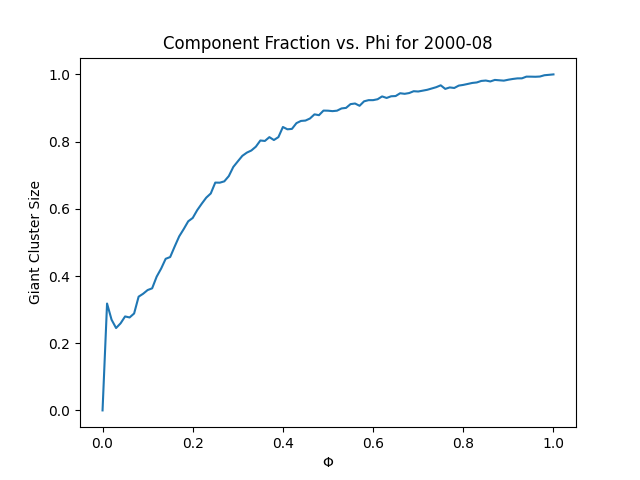 Component Fraction vs. Phi for 2000-08
1.0
0.8
0.6
0.4
0.2
0.0
Giant Cluster Size
0.0 0.2 0.4 0.6 0.8 1.0
Φ